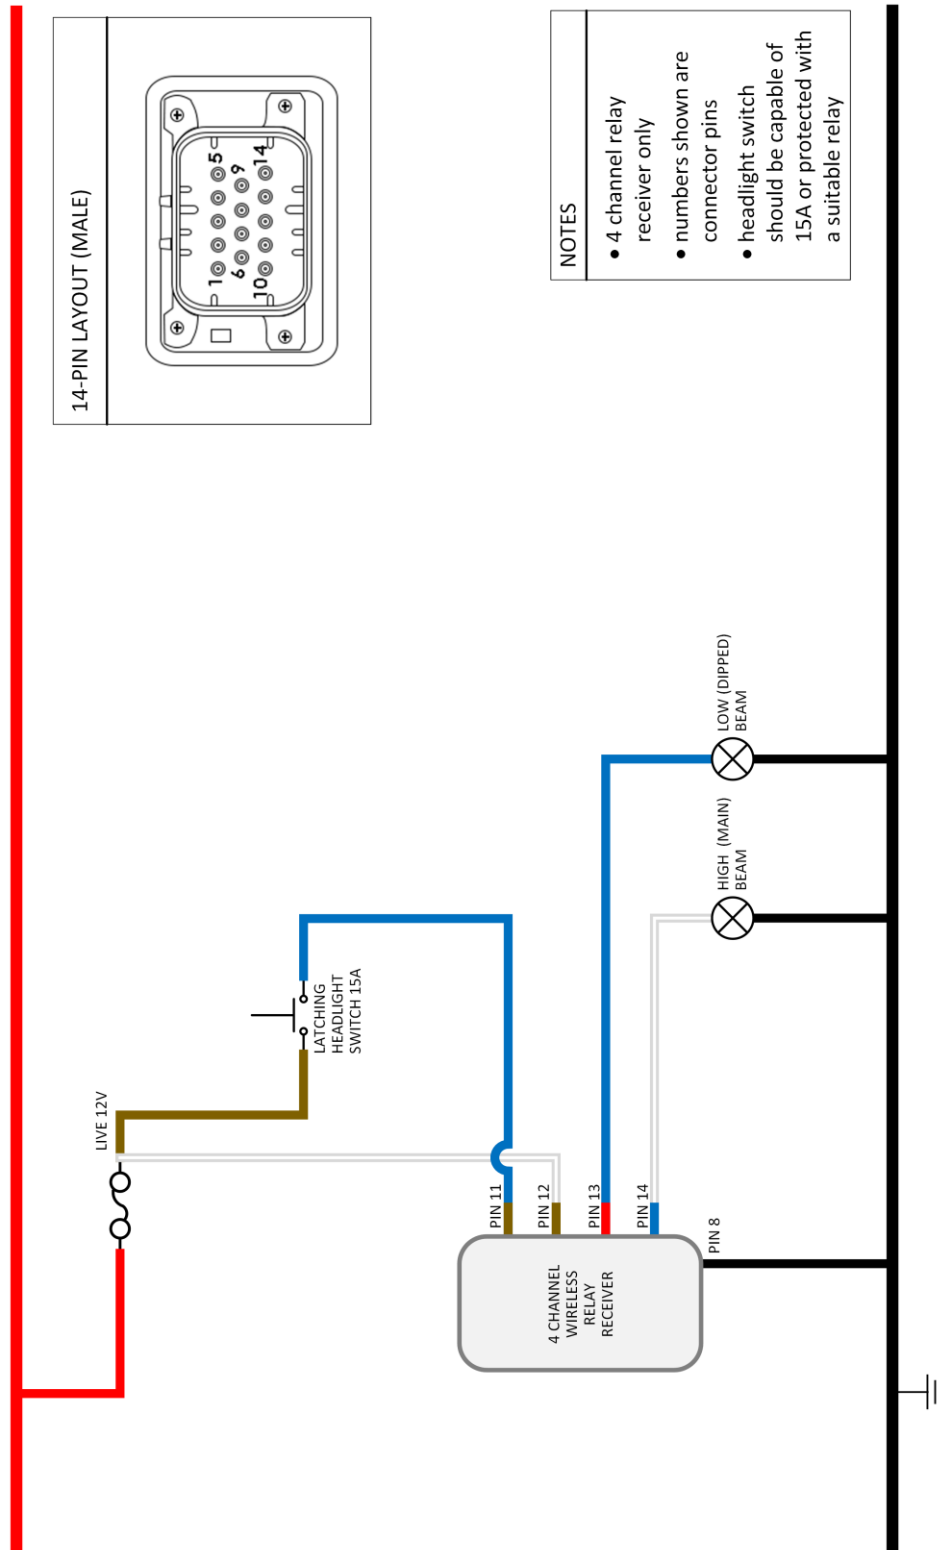 14-PIN LAYOUT (MALE)
1
5
6
9
10
14
NOTES
• 4 channel relay
receiver only
• numbers shown are
connector pins
• headlight switch
should be capable of
15A or protected with
a suitable relay
LIVE 12V
LATCHING
HEADLIGHT
SWITCH 15A
PIN 11
PIN 12
PIN 13
PIN 14
PIN 8
4 CHANNEL
WIRELESS
RELAY
RECEIVER
HIGH (MAIN)
BEAM
LOW (DIPPED)
BEAM